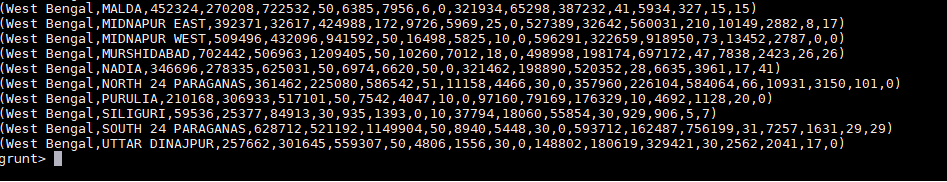 (West Bengal,MALDA,452324,270208,722532,50,6385,7956,6,0,321934,65298,387232,41,5934,327,15,15)
(West Bengal,MIDNAPUR EAST,392371,32617,424988,172,9726,5969,25,0,527389,32642,560031,210,10149,2882,8,17)
(West Bengal,MIDNAPUR WEST,509496,432096,941592,50,16498,5825,10,0,596291,322659,918950,73,13452,2787,0,0)
(West Bengal,MURSHIDABAD,702442,506963,1209405,50,10260,7012,18,0,498998,198174,697172,47,7838,2423,26,26)
(West Bengal,NADIA,346696,278335,625031,50,6974,6620,50,0,321462,198890,520352,28,6635,3961,17,41)
(West Bengal,NORTH 24 PARAGANAS,361462,225080,586542,51,11158,4466,30,0,357960,226104,584064,66,10931,3150,101,0)
(West Bengal,PURULIA,210168,306933,517101,50,7542,4047,10,0,97160,79169,176329,10,4692,1128,20,0)
(West Bengal,SILIGURI,59536,25377,84913,30,935,1393,0,10,37794,18060,55854,30,929,906,5,7)
(West Bengal,SOUTH 24 PARAGANAS,628712,521192,1149904,50,8940,5448,30,0,593712,162487,756199,31,7257,1631,29,29)
(West Bengal,UTTAR DINAJPUR,257662,301645,559307,50,4806,1556,30,0,148802,180619,329421,30,2562,2041,17,0)
grunt>